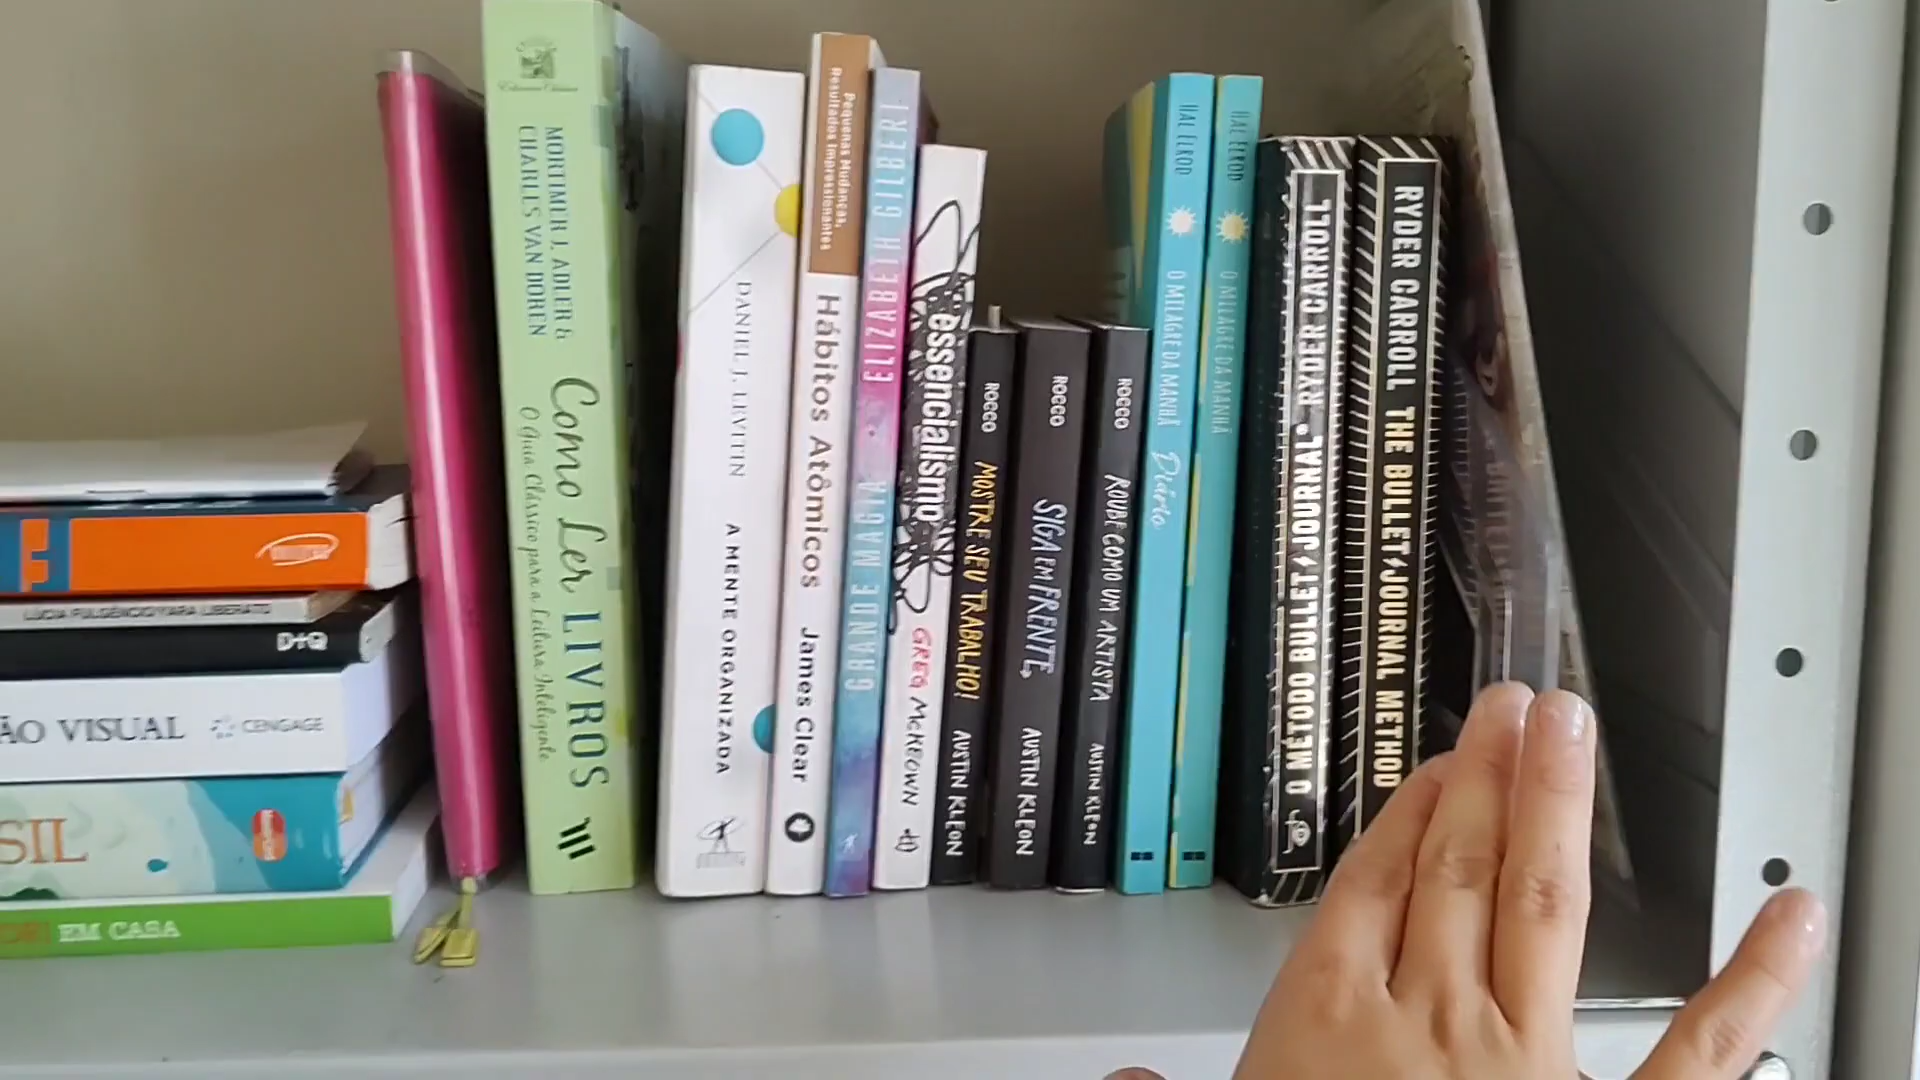 LÚCIA FULGÊNCIO YARA LIBERATO
D+Q
ÃO VISUAL
CENGAGE
SIL
EM CASA
MORTIMER J. ADLER &
CHARLES VAN DOREN
Como Ler LIVROS
O Guia Clássico para a Leitura Inteligente
DANIEL J. LEVITIN
A MENTE ORGANIZADA
Pequenas Mudanças,
Resultados Impressionantes
Hábitos Atômicos
James Clear
ELIZABETH GILBERT
GRANDE MAGIA
essencialismo
GREG McKEOWN
ROCCO
MOSTRE SEU TRABALHO!
AUSTIN KLEON
ROCCO
SIGA EM FRENTE,
AUSTIN KLEON
ROCCO
ROUBE COMO UM ARTISTA
AUSTIN KLEON
HAL ELROD
O MILAGRE DA MANHÃ
Diário
HAL ELROD
O MILAGRE DA MANHÃ
O MÉTODO BULLET JOURNAL® RYDER CARROLL
RYDER CARROLL THE BULLET JOURNAL METHOD